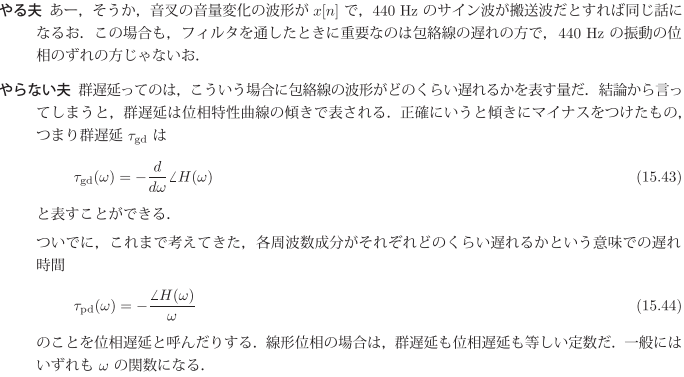 やる夫 あー，そうか，音叉の音量変化の波形が x[n] で，440 Hz のサイン波が搬送波だとすれば同じ話に
なるお．この場合も，フィルタを通したときに重要なのは包絡線の遅れの方で，440 Hz の振動の位
相のずれの方じゃないお．
やらない夫 群遅延ってのは，こういう場合に包絡線の波形がどのくらい遅れるかを表す量だ．結論から言っ
てしまうと，群遅延は位相特性曲線の傾きで表される．正確にいうと傾きにマイナスをつけたもの，
つまり群遅延 τ_gd は
τ_gd(ω) = −d/dω ∠H(ω) (15.43)
と表すことができる．
ついでに，これまで考えてきた，各周波数成分がそれぞれどのくらい遅れるかという意味での遅れ
時間
τ_pd(ω) = −∠H(ω)/ω (15.44)
のことを位相遅延と呼んだりする．線形位相の場合は，群遅延も位相遅延も等しい定数だ．一般には
いずれも ω の関数になる．